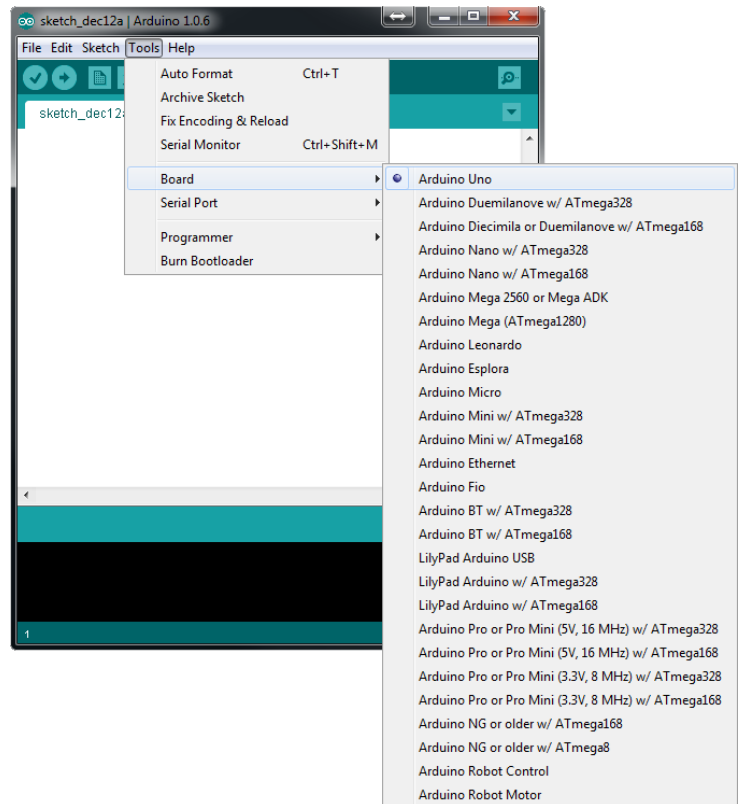 sketch_dec12a | Arduino 1.0.6
File Edit Sketch Tools Help
Auto Format Ctrl+T
Archive Sketch
sketch_dec12a
Fix Encoding & Reload
Serial Monitor Ctrl+Shift+M
Board
Serial Port
Programmer
Burn Bootloader
Arduino Uno
Arduino Duemilanove w/ ATmega328
Arduino Diecimila or Duemilanove w/ ATmega168
Arduino Nano w/ ATmega328
Arduino Nano w/ ATmega168
Arduino Mega 2560 or Mega ADK
Arduino Mega (ATmega1280)
Arduino Leonardo
Arduino Esplora
Arduino Micro
Arduino Mini w/ ATmega328
Arduino Mini w/ ATmega168
Arduino Ethernet
Arduino Fio
Arduino BT w/ ATmega328
Arduino BT w/ ATmega168
LilyPad Arduino USB
LilyPad Arduino w/ ATmega328
LilyPad Arduino w/ ATmega168
Arduino Pro or Pro Mini (5V, 16 MHz) w/ ATmega328
Arduino Pro or Pro Mini (5V, 16 MHz) w/ ATmega168
Arduino Pro or Pro Mini (3.3V, 8 MHz) w/ ATmega328
Arduino Pro or Pro Mini (3.3V, 8 MHz) w/ ATmega168
Arduino NG or older w/ ATmega168
Arduino NG or older w/ ATmega8
Arduino Robot Control
Arduino Robot Motor
1